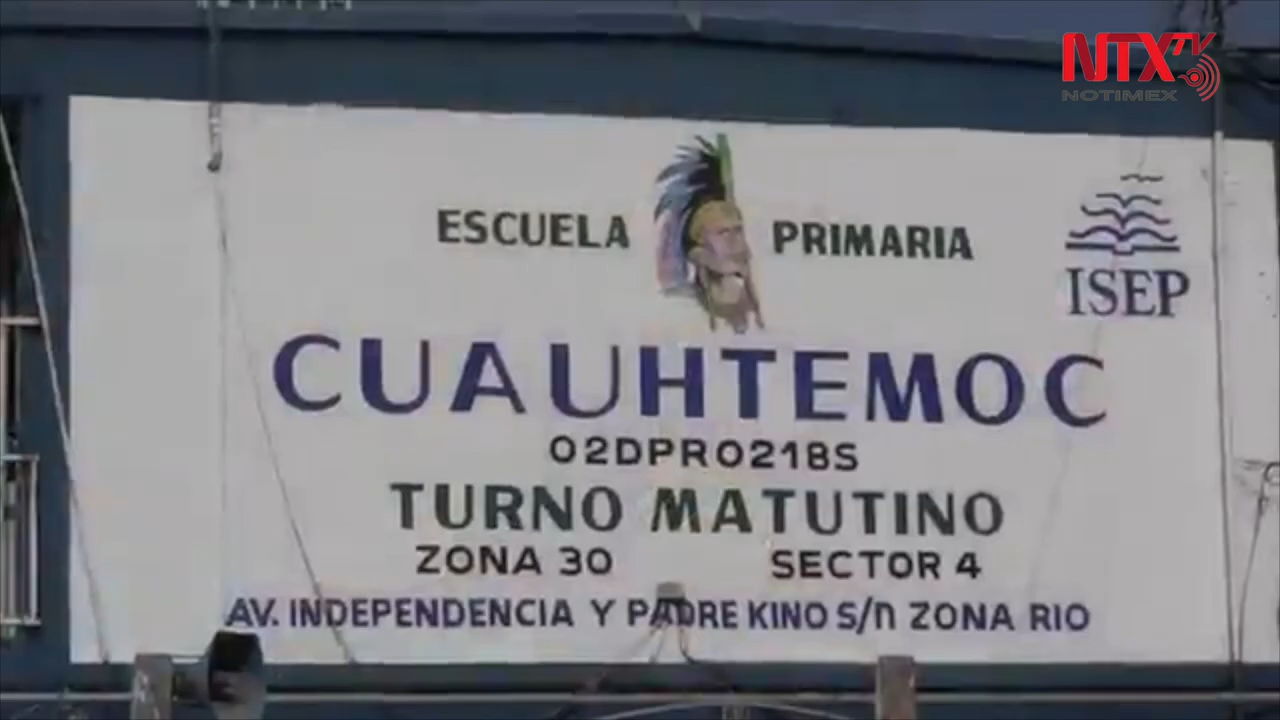 NTX TV
NOTIMEX
ESCUELA PRIMARIA
ISEP
CUAUHTEMOC
02DPR0218S
TURNO MATUTINO
ZONA 30 SECTOR 4
AV. INDEPENDENCIA Y PADRE KINO S/n ZONA RIO